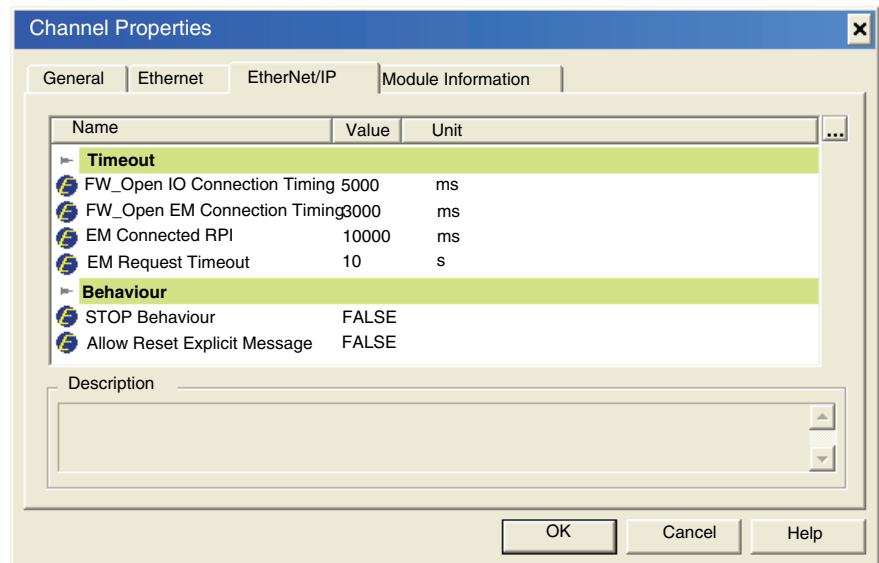 Channel Properties
General Ethernet EtherNet/IP Module Information
Name Value Unit
...
Timeout
FW_Open IO Connection Timing 5000 ms
FW_Open EM Connection Timing 3000 ms
EM Connected RPI 10000 ms
EM Request Timeout 10 s
Behaviour
STOP Behaviour FALSE
Allow Reset Explicit Message FALSE
Description
OK Cancel Help